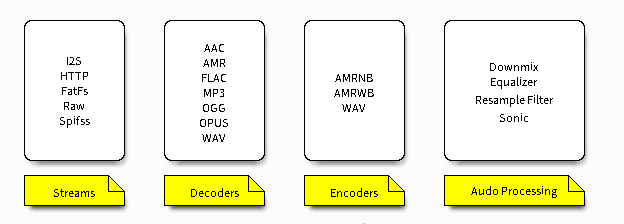 I2S
HTTP
FatFs
Raw
Spifss
Streams
AAC
AMR
FLAC
MP3
OGG
OPUS
WAV
Decoders
AMRNB
AMRWB
WAV
Encoders
Downmix
Equalizer
Resample Filter
Sonic
Audo Processing